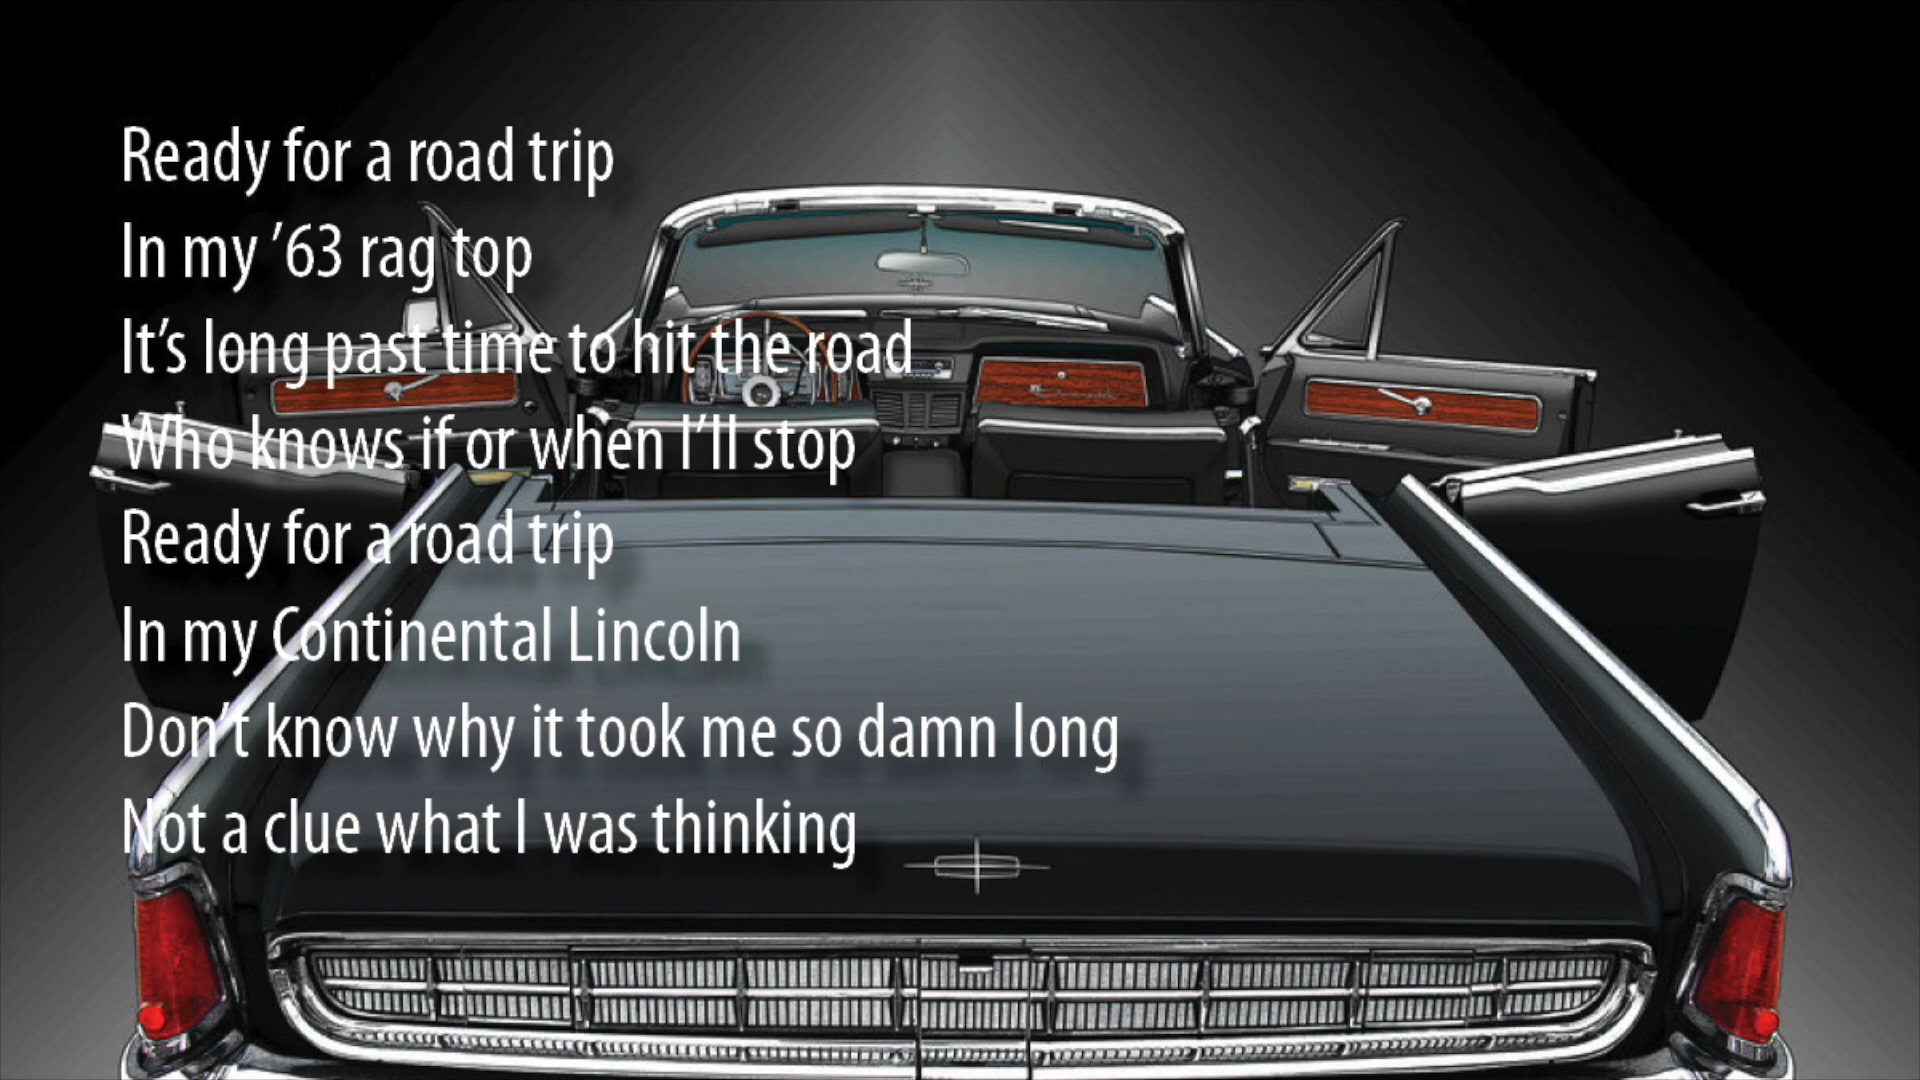 Ready for a road trip
In my ’63 rag top
It’s long past time to hit the road
Who knows if or when I’ll stop
Ready for a road trip
In my Continental Lincoln
Don’t know why it took me so damn long
Not a clue what I was thinking